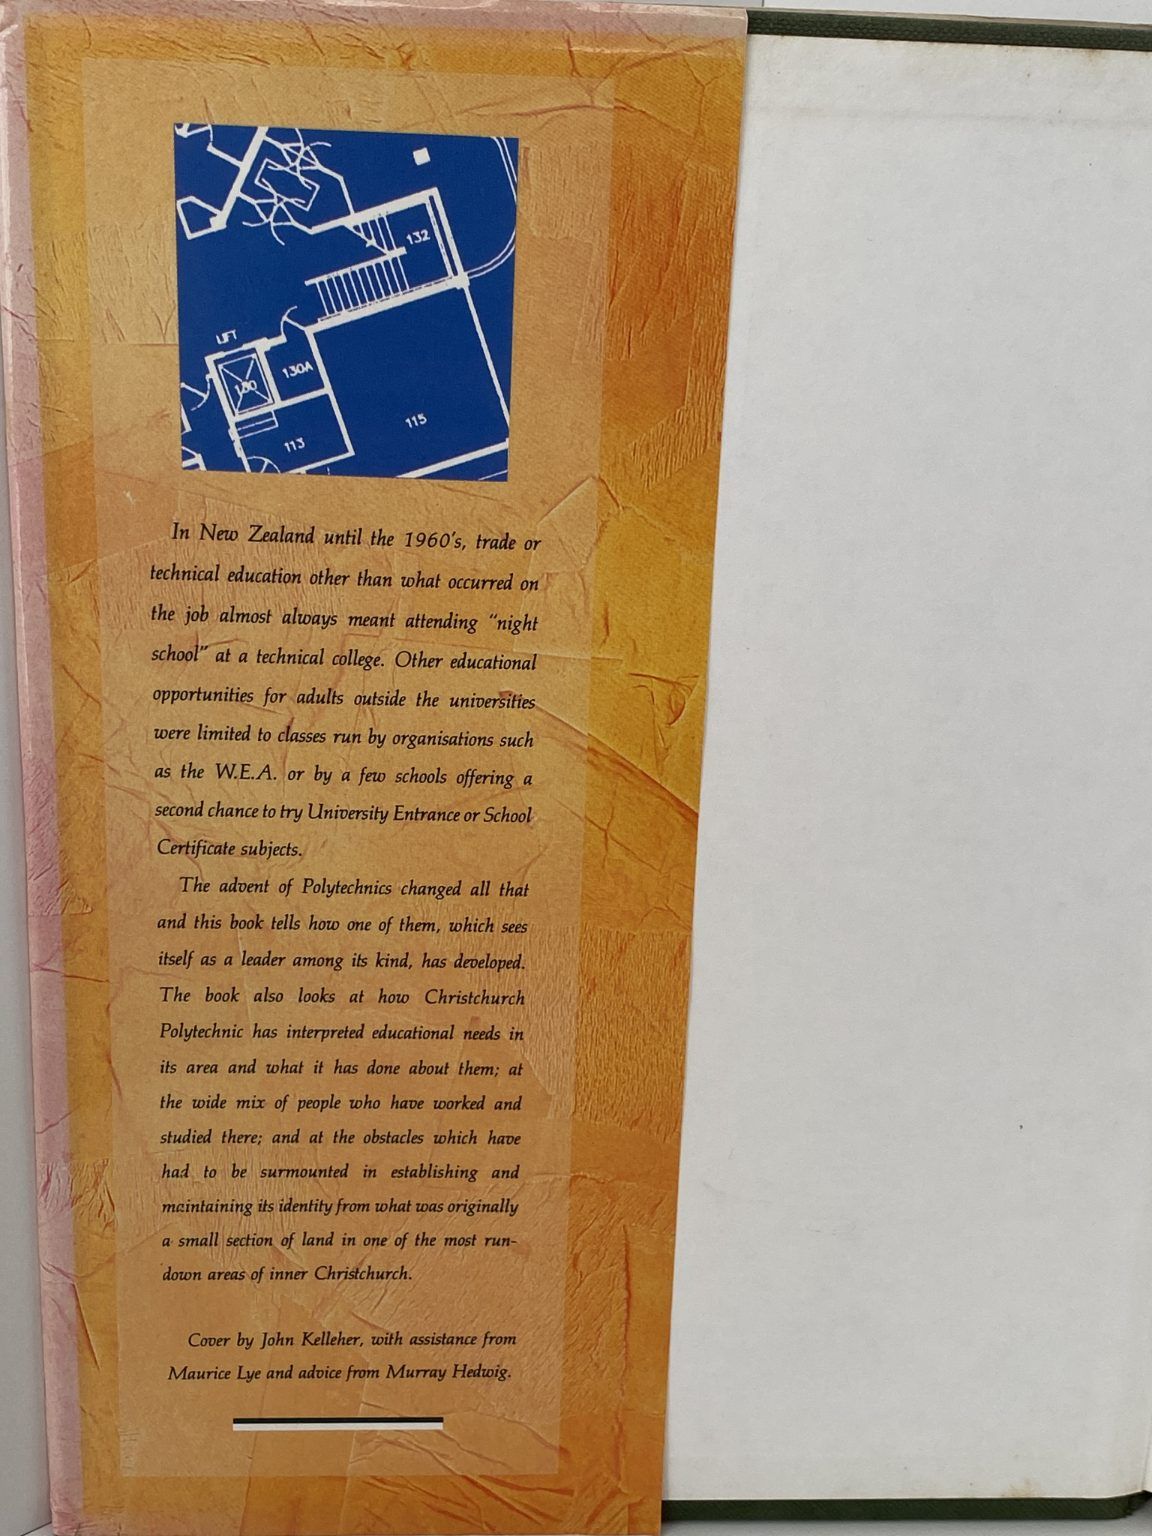 132
LIFT
130
130A
115
113
In New Zealand until the 1960's, trade or
technical education other than what occurred on
the job almost always meant attending "night
school" at a technical college. Other educational
opportunities for adults outside the universities
were limited to classes run by organisations such
as the W.E.A. or by a few schools offering a
second chance to try University Entrance or School
Certificate subjects.
The advent of Polytechnics changed all that
and this book tells how one of them, which sees
itself as a leader among its kind, has developed.
The book also looks at how Christchurch
Polytechnic has interpreted educational needs in
its area and what it has done about them; at
the wide mix of people who have worked and
studied there; and at the obstacles which have
had to be surmounted in establishing and
maintaining its identity from what was originally
a small section of land in one of the most run-
down areas of inner Christchurch.
Cover by John Kelleher, with assistance from
Maurice Lye and advice from Murray Hedwig.